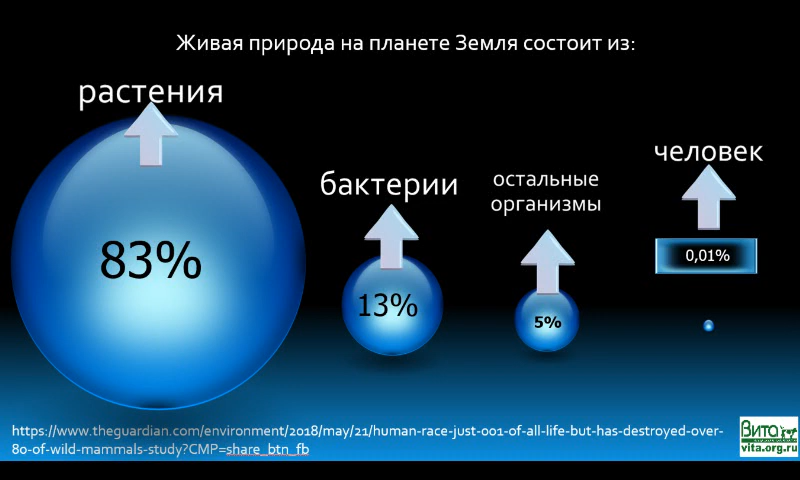 Живая природа на планете Земля состоит из:
растения
бактерии
остальные
организмы
человек
83%
13%
5%
0,01%
https://www.theguardian.com/environment/2018/may/21/human-race-just-001-of-all-life-but-has-destroyed-over-
80-of-wild-mammals-study?CMP=share_btn_fb
Вита
vita.org.ru